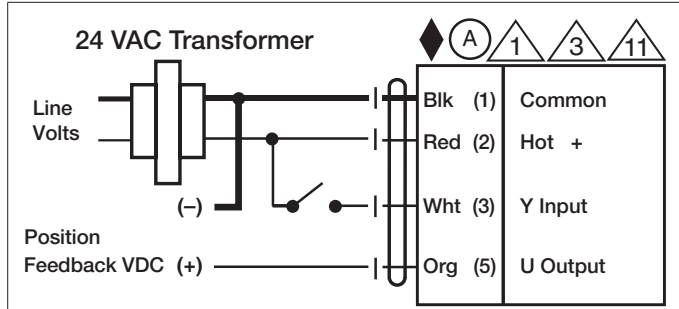 24 VAC Transformer
A 1 3 11
Line
Volts
Blk (1) Common
Red (2) Hot +
(–) Wht (3) Y Input
Position
Feedback VDC (+) Org (5) U Output